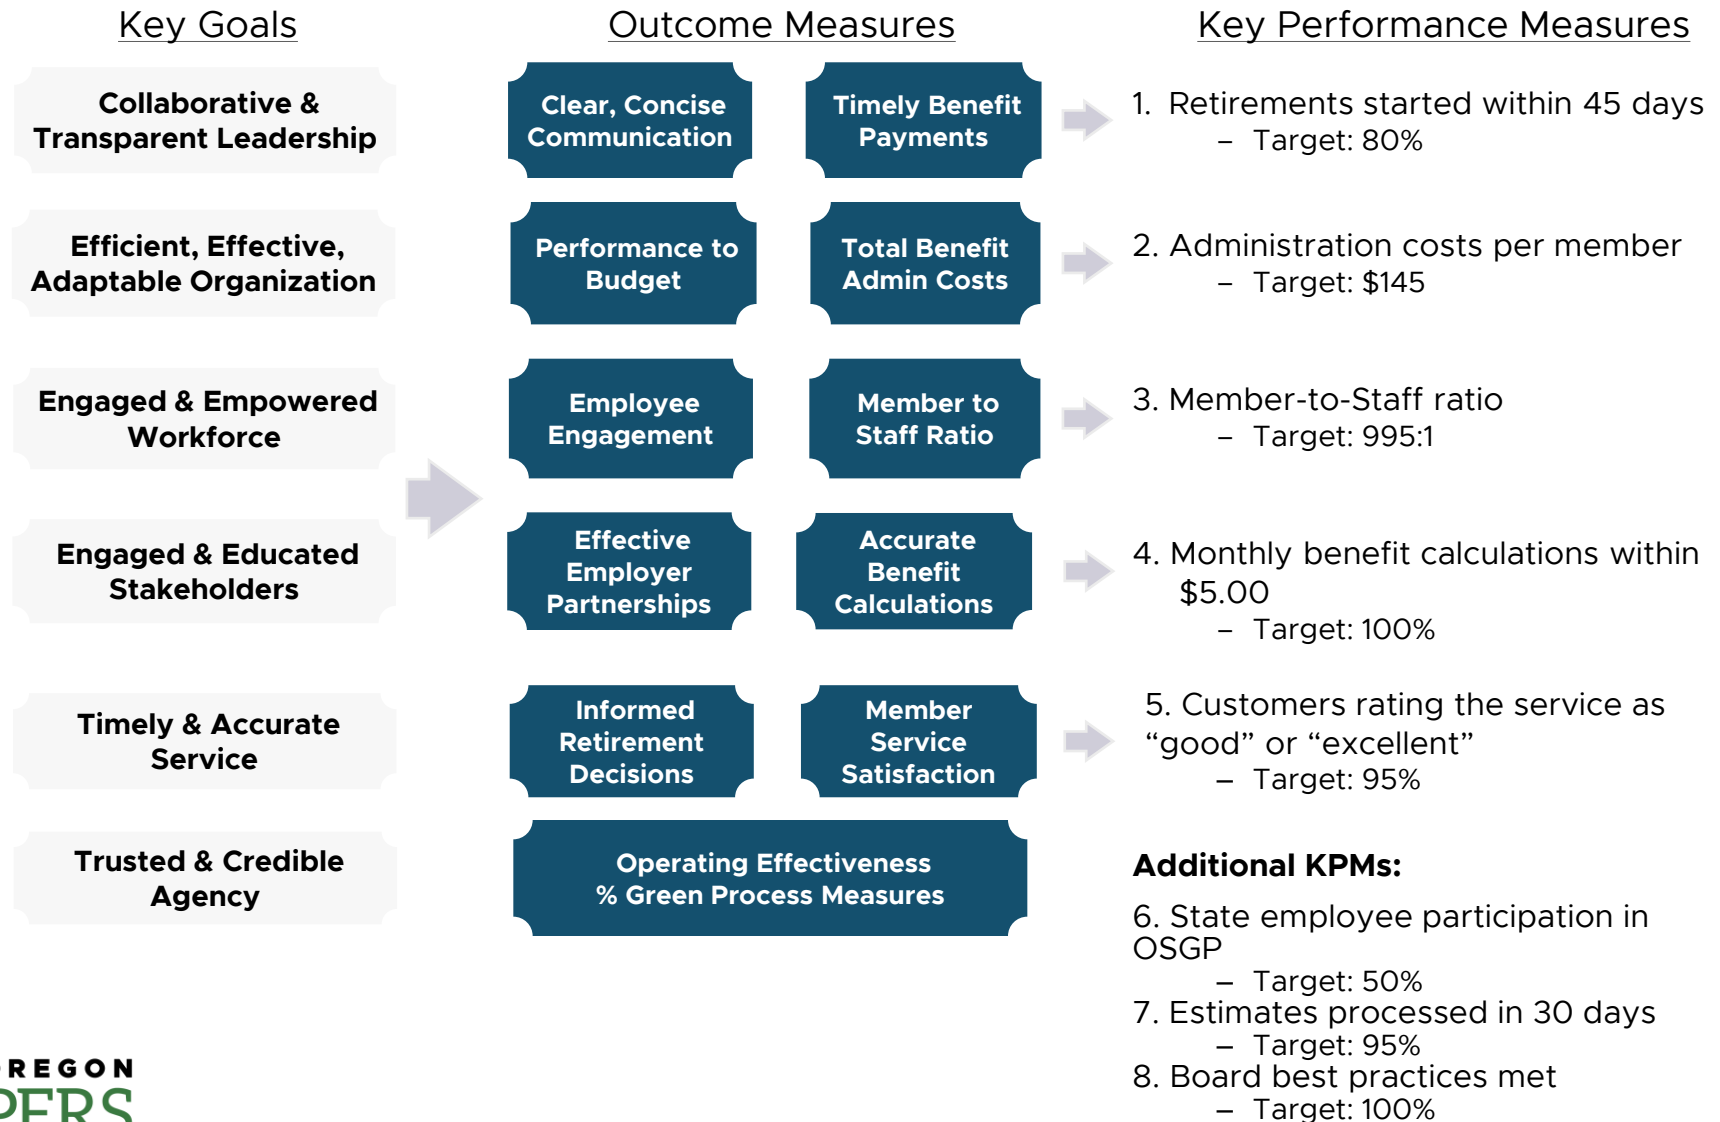 Key Goals
Collaborative &
Transparent Leadership
Efficient, Effective,
Adaptable Organization
Engaged & Empowered
Workforce
Engaged & Educated
Stakeholders
Timely & Accurate
Service
Trusted & Credible
Agency
Outcome Measures
Clear, Concise
Communication
Timely Benefit
Payments
Performance to
Budget
Total Benefit
Admin Costs
Employee
Engagement
Member to
Staff Ratio
Effective
Employer
Partnerships
Accurate
Benefit
Calculations
Informed
Retirement
Decisions
Member
Service
Satisfaction
Operating Effectiveness
% Green Process Measures
Key Performance Measures
1. Retirements started within 45 days
– Target: 80%
2. Administration costs per member
– Target: $145
3. Member-to-Staff ratio
– Target: 995:1
4. Monthly benefit calculations within
$5.00
– Target: 100%
5. Customers rating the service as
“good” or “excellent”
– Target: 95%
Additional KPMs:
6. State employee participation in
OSGP
– Target: 50%
7. Estimates processed in 30 days
– Target: 95%
8. Board best practices met
– Target: 100%
OREGON
PERS